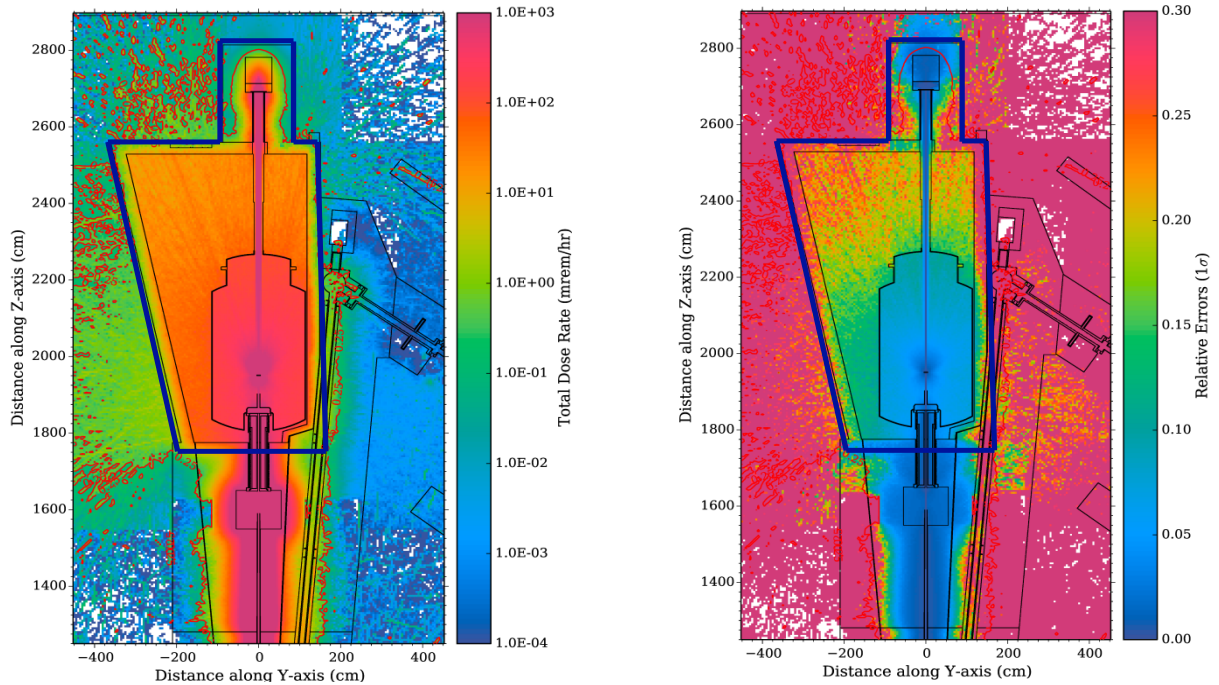 2800
2600
2400
2200
2000
1800
1600
1400
−400
−200
0
200
400
Distance along Y-axis (cm)
Distance along Z-axis (cm)
1.0E+03
1.0E+02
1.0E+01
1.0E+00
1.0E-01
1.0E-02
1.0E-03
1.0E-04
Total Dose Rate (mrem/hr)
2800
2600
2400
2200
2000
1800
1600
1400
−400
−200
0
200
400
Distance along Y-axis (cm)
Distance along Z-axis (cm)
0.30
0.25
0.20
0.15
0.10
0.05
0.00
Relative Errors (1σ)